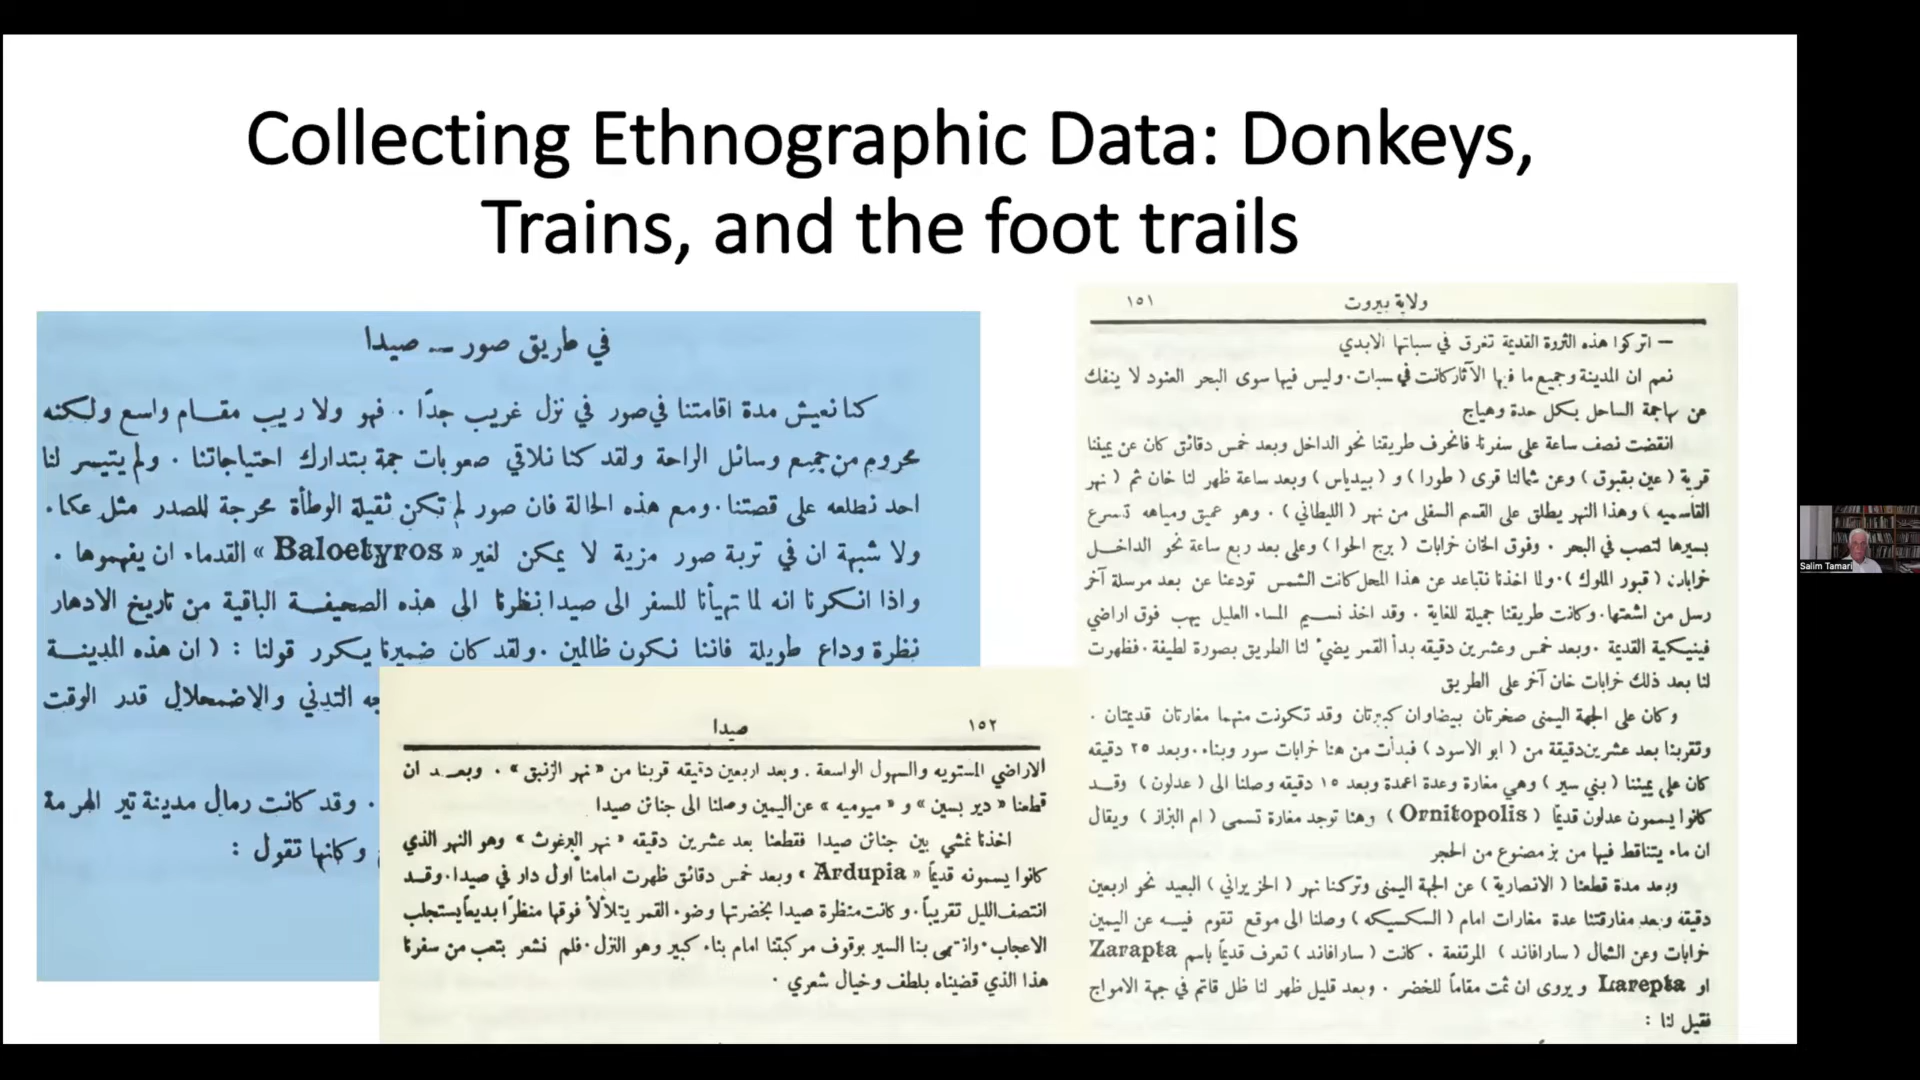 Collecting Ethnographic Data: Donkeys,
Trains, and the foot trails
في طريق صور — صيدا
كنا نعيش مدة اقامتنا في صور في نزل غريب جدًا . فهو ولا ريب مقام واسع ولكنه
محروم من جميع وسائل الراحة ولقد كنا نلاقي صعوبات جمة بتدارك احتياجاتنا . ولم يتيسر لنا
احد نطلعه على قصتنا . ومع هذه الحالة فان صور لم تكن ثقيلة الوطأة محرجة للصدر مثل عكا .
ولا شبهة ان في تربة صور مزية لا يمكن لغير « Baloetyros » القدماء ان يفهموها .
واذا انكرنا انه لما تهيأنا للسفر الى صيدا نظرنا الى هذه الصحيفة الباقية من تاريخ الادهار
نظرة وداع طويلة فاننا نكون ظالمين . ولقد كان ضميرنا يكرر قولنا : ( ان هذه المدينة
جه التدني والاضمحلال قدر الوقت
. وقد كانت رمال مدينة تير الهرمة
وكانها تقول :
١٥٢ صيدا
الاراضي المستويه والسهول الواسعة . وبعد اربعين دقيقه قربنا من « نهر الزنبق » . وبعد ان
قطعنا « دير بسين » و « ميوميه » عن اليمين وصلنا الى جنائن صيدا
اخذنا نمشي بين جنائن صيدا فقطعنا بعد عشرين دقيقه « نهر البرغوث » وهو النهر الذي
كانوا يسمونه قديماً « Ardupia » وبعد خمس دقائق ظهرت امامنا اول دار في صيدا . وقد
انتصف الليل تقريباً . وكانت منظرة صيدا بخضرتها وضوء القمر يتلألأ فوقها منظرًا بديعاً يستجلب
الاعجاب . وانتهى بنا السير بوقوف مركبتنا امام بناء كبير وهو النزل . فلم نشعر بتعب من سفرنا
هذا الذي قضيناه بلطف وخيال شعري .
ولاية بيروت ١٥١
— اتركوا هذه الثروة القديمة تغرق في سباتها الابدي
نعم ان المدينة وجميع ما فيها الآثار كانت في سبات . وليس فيها سوى البحر العنود لا ينفك
عن مهاجمة الساحل بكل حدة وهياج
انقضت نصف ساعة على سفرنا فانحرف طريقنا نحو الداخل وبعد خمس دقائق كان عن يميننا
قرية ( عين بقبوق ) وعن شمالنا قرى ( طورا ) و ( بيدياس ) وبعد ساعة ظهر لنا خان ثم ( نهر
القاسميه ) وهذا النهر يطلق على القسم السفلى من نهر ( الليطاني ) . وهو عميق ومياهه تسرع
بسيرها لتصب في البحر . وفوق الخان خرابات ( برج الحوا ) وعلى بعد ربع ساعة نحو الداخل
خرابات ( قبور الملوك ) . ولما اخذنا نتباعد عن هذا المحل كانت الشمس تودعنا عن بعد مرسلة آخر
رسل من اشعتها . وكانت طريقنا جميلة للغاية . وقد اخذ نسيم المساء العليل يهب فوق اراضي
فينيكية القديمة . وبعد خمس وعشرين دقيقه بدأ القمر يضيء لنا الطريق بصورة لطيفة . فظهرت
لنا بعد ذلك خرابات خان آخر على الطريق
وكان على الجهة اليمنى صخرتان بيضاوان كبيرتان وقد تكونت منهما مغارتان قديمتان .
وتقربنا بعد عشرين دقيقة من ( ابو الاسود ) فبدأت من هنا خرابات سور وبناء . وبعد ٢٥ دقيقه
كان على يميننا ( بني سير ) وهي مغارة وعدة اعمدة وبعد ١٥ دقيقه وصلنا الى ( عدلون ) وقد
كانوا يسمون عدلون قديمًا ( Ornitopolis ) وهنا توجد مغارة تسمى ( ام البزاز ) ويقال
ان ماء يتناقط فيها من بز مصنوع من الحجر
وبعد مدة قطعنا ( الانصارية ) عن الجهة اليمنى وتركنا نهر ( الخزيراني ) البعيد نحو اربعين
دقيقه وبعد مفارقتنا عدة مغارات امام ( السكسيكه ) وصلنا الى موقع تقوم فيه عن اليمين
خرابات وعن الشمال ( سارافاند ) المرتفعة . كانت ( سارافاند ) تعرف قديمًا باسم Zarapta
او Larepta و يروى ان ثمت مقاماً للخضر . وبعد قليل ظهر لنا ظل قاتم في جهة الامواج
فقيل لنا :
Salim Tamari